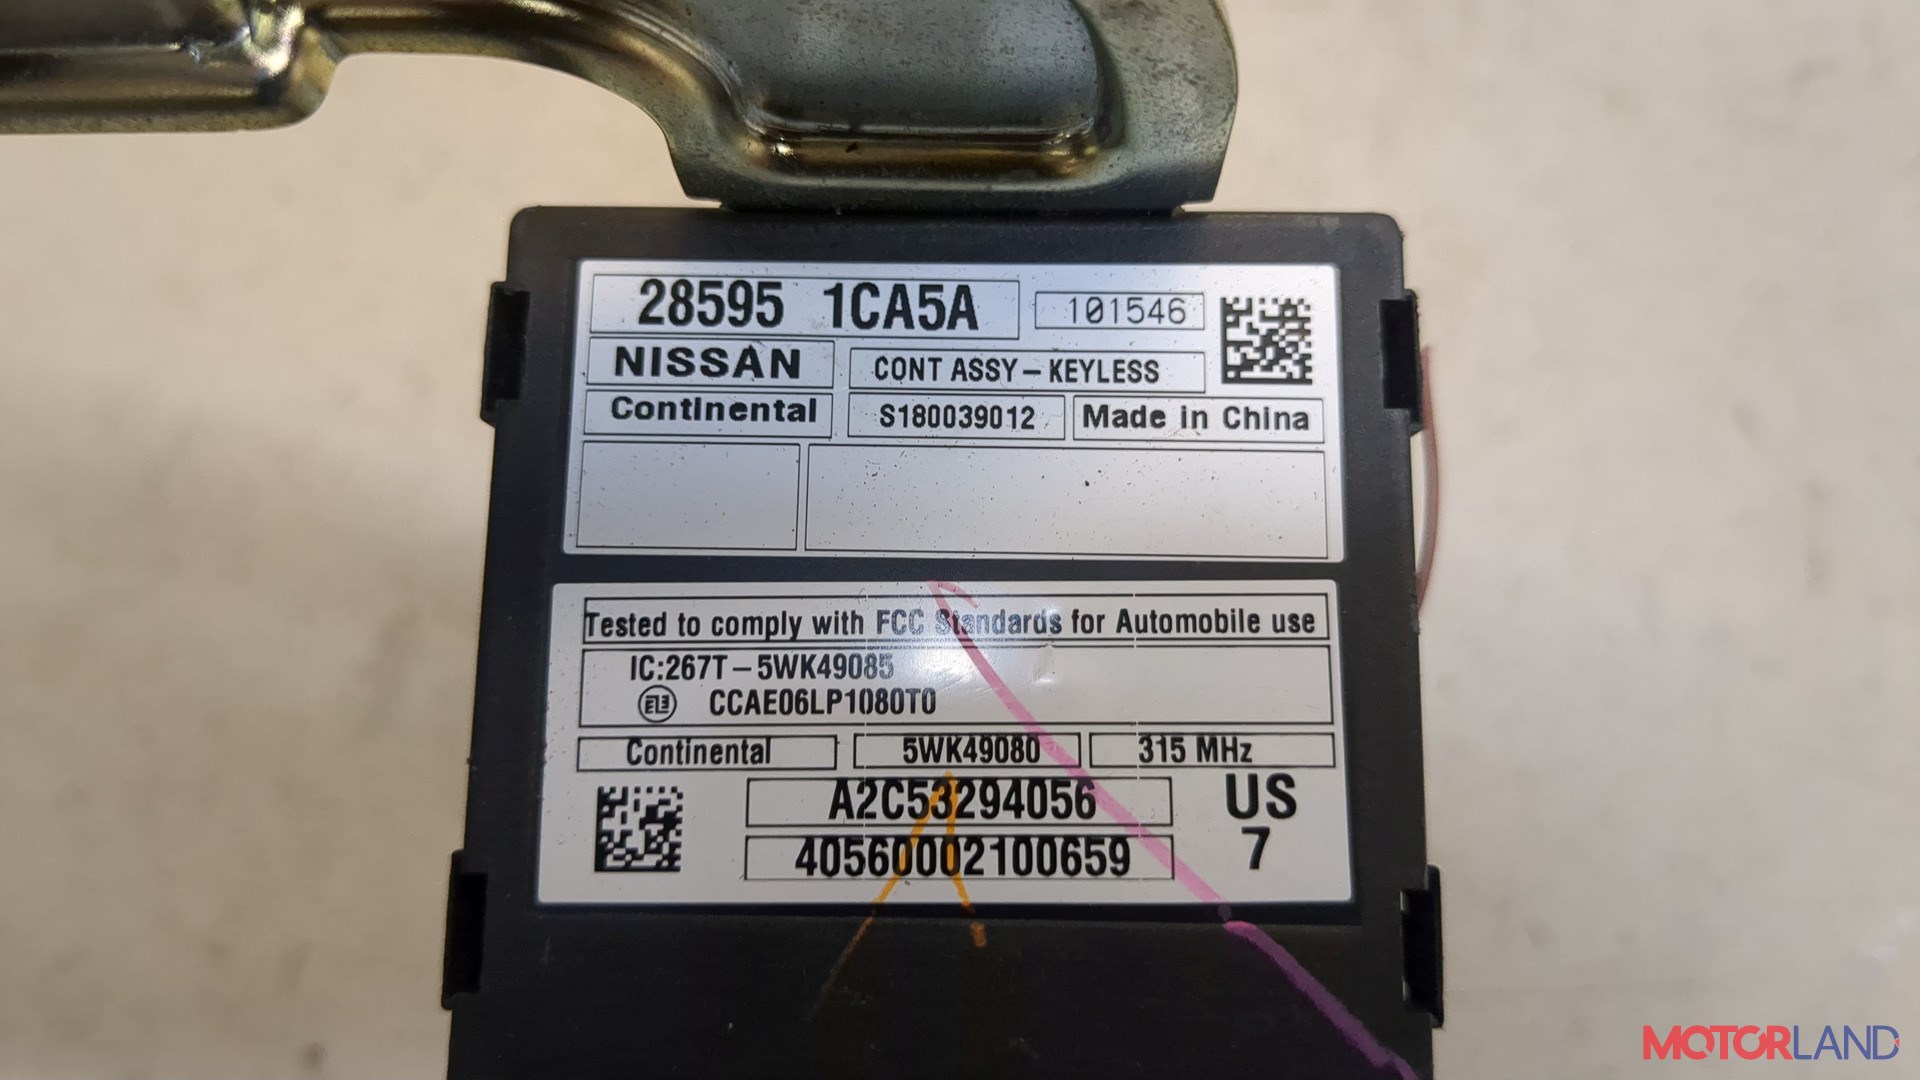 28595 1CA5A 101546
NISSAN CONT ASSY-KEYLESS
Continental S180039012 Made in China
Tested to comply with FCC Standards for Automobile use
IC:267T-5WK49085
CCAE06LP1080T0
Continental 5WK49080 315 MHz
A2C53294056 US
40560002100659 7
MOTORLAND